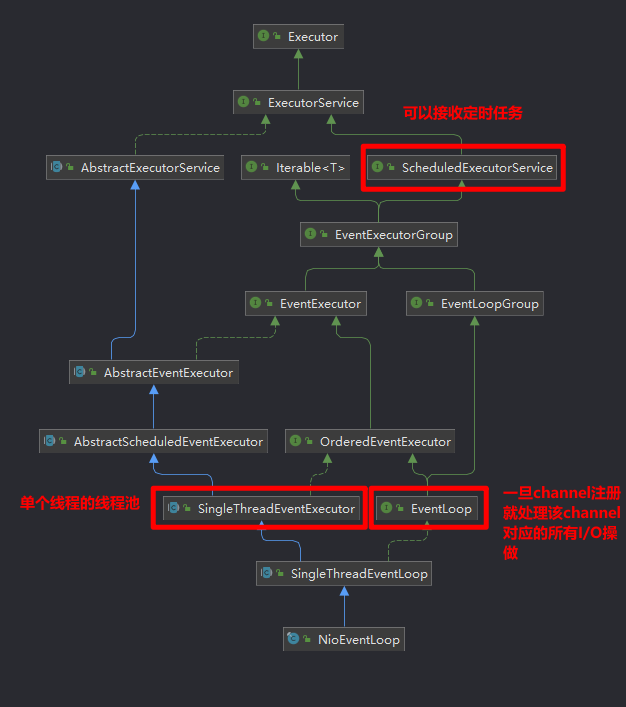 Executor
ExecutorService
可以接收定时任务
AbstractExecutorService
Iterable<T>
ScheduledExecutorService
EventExecutorGroup
EventExecutor
EventLoopGroup
AbstractEventExecutor
AbstractScheduledEventExecutor
OrderedEventExecutor
单个线程的线程池
SingleThreadEventExecutor
EventLoop
一旦channel注册
就处理该channel
对应的所有I/O操
做
SingleThreadEventLoop
NioEventLoop